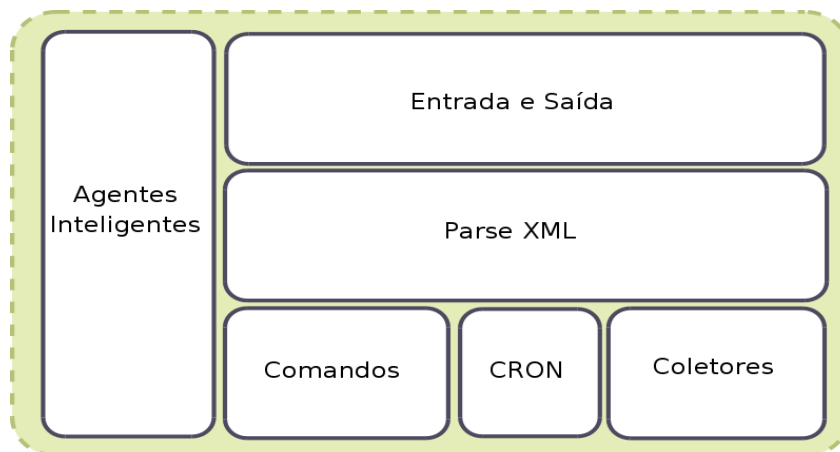 Agentes
Inteligentes
Entrada e Saída
Parse XML
Comandos
CRON
Coletores